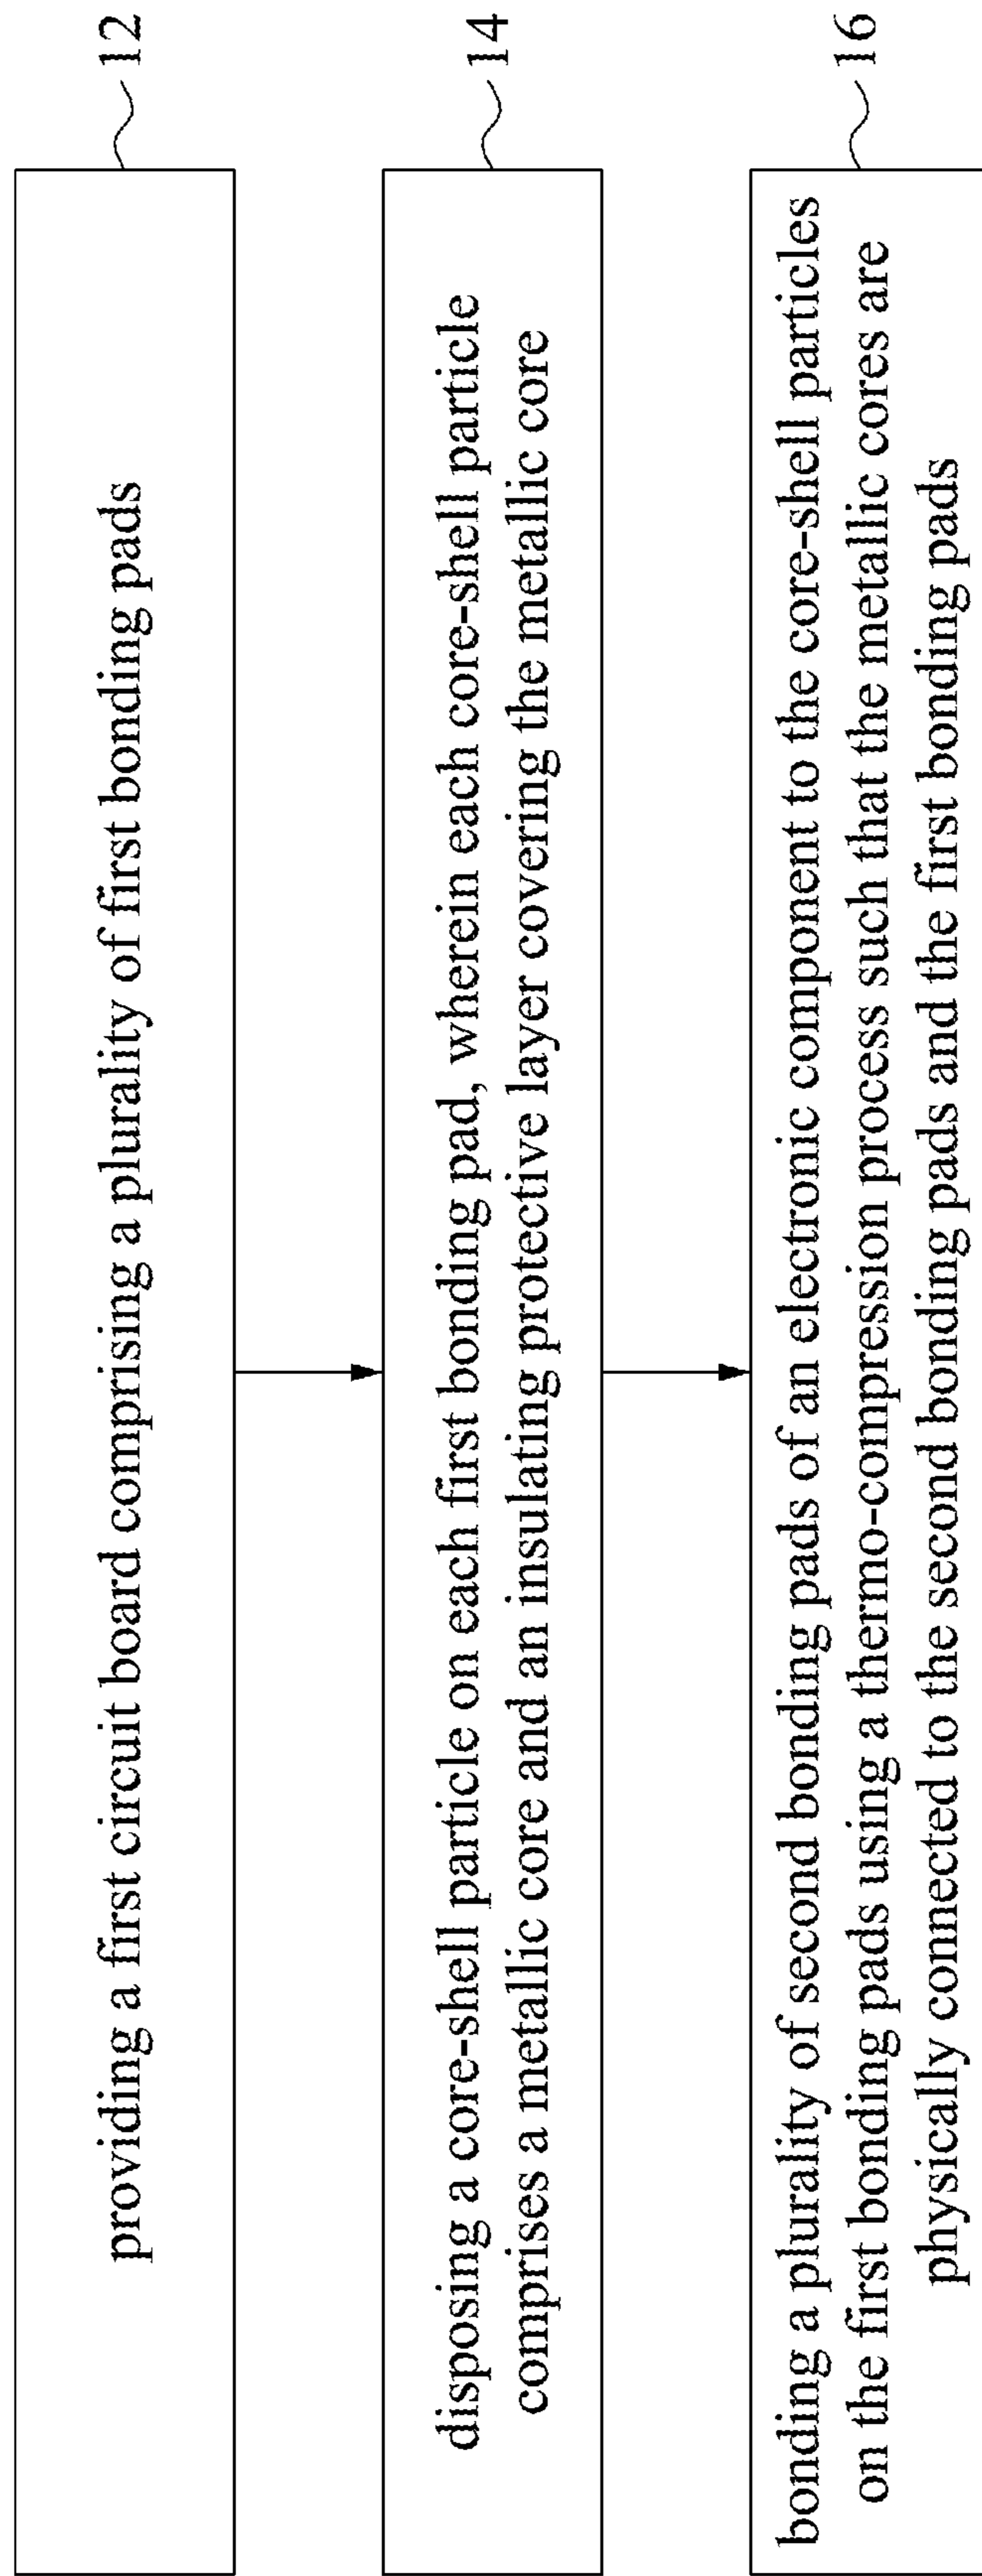 providing a first circuit board comprising a plurality of first bonding pads
12
disposing a core-shell particle on each first bonding pad, wherein each core-shell particle
comprises a metallic core and an insulating protective layer covering the metallic core
14
bonding a plurality of second bonding pads of an electronic component to the core-shell particles
on the first bonding pads using a thermo-compression process such that the metallic cores are
physically connected to the second bonding pads and the first bonding pads
16